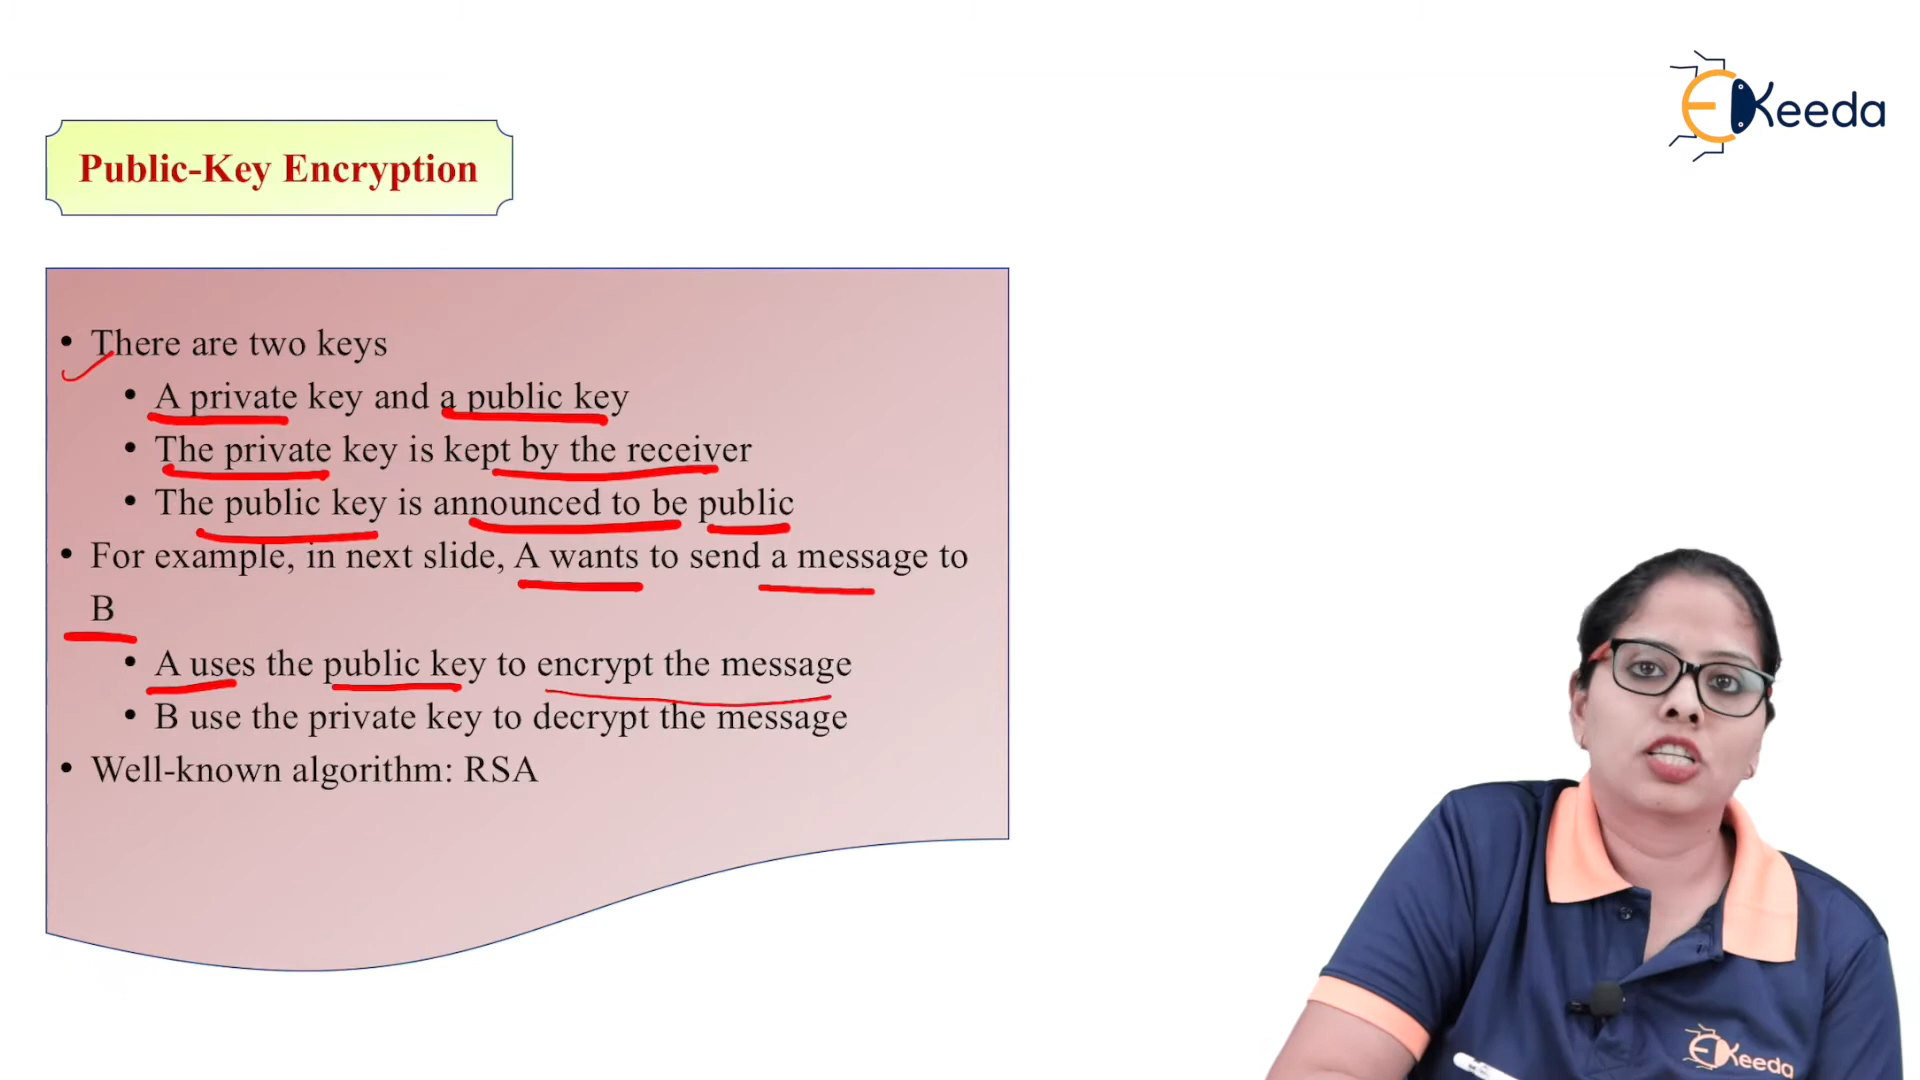 Keeda
Public-Key Encryption
• There are two keys
• A private key and a public key
• The private key is kept by the receiver
• The public key is announced to be public
• For example, in next slide, A wants to send a message to
B
• A uses the public key to encrypt the message
• B use the private key to decrypt the message
• Well-known algorithm: RSA
Keeda